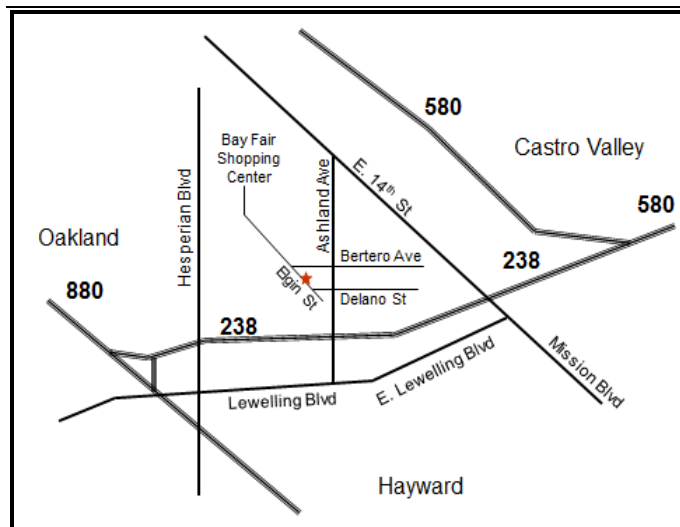 580
Castro Valley
Bay Fair
Shopping
Center
Hesperian Blvd
Ashland Ave
E. 14th St
580
Oakland
Bertero Ave
238
880
Elgin St
Delano St
238
Mission Blvd
E. Lewelling Blvd
Lewelling Blvd
Hayward